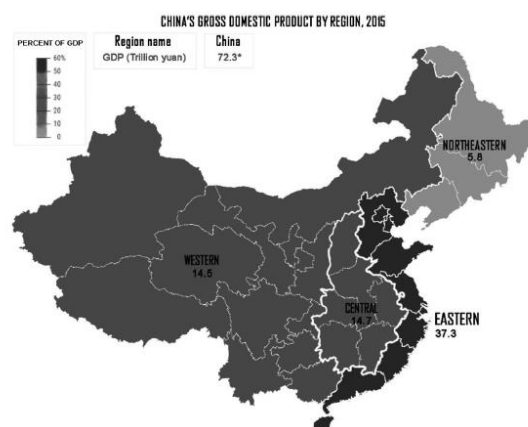 CHINA'S GROSS DOMESTIC PRODUCT BY REGION, 2015
PERCENT OF GDP
60%
50
40
30
20
10
0
Region name
GDP (Trillion yuan)
China
72.3*
NORTHEASTERN
5.8
WESTERN
14.5
CENTRAL
14.7
EASTERN
37.3